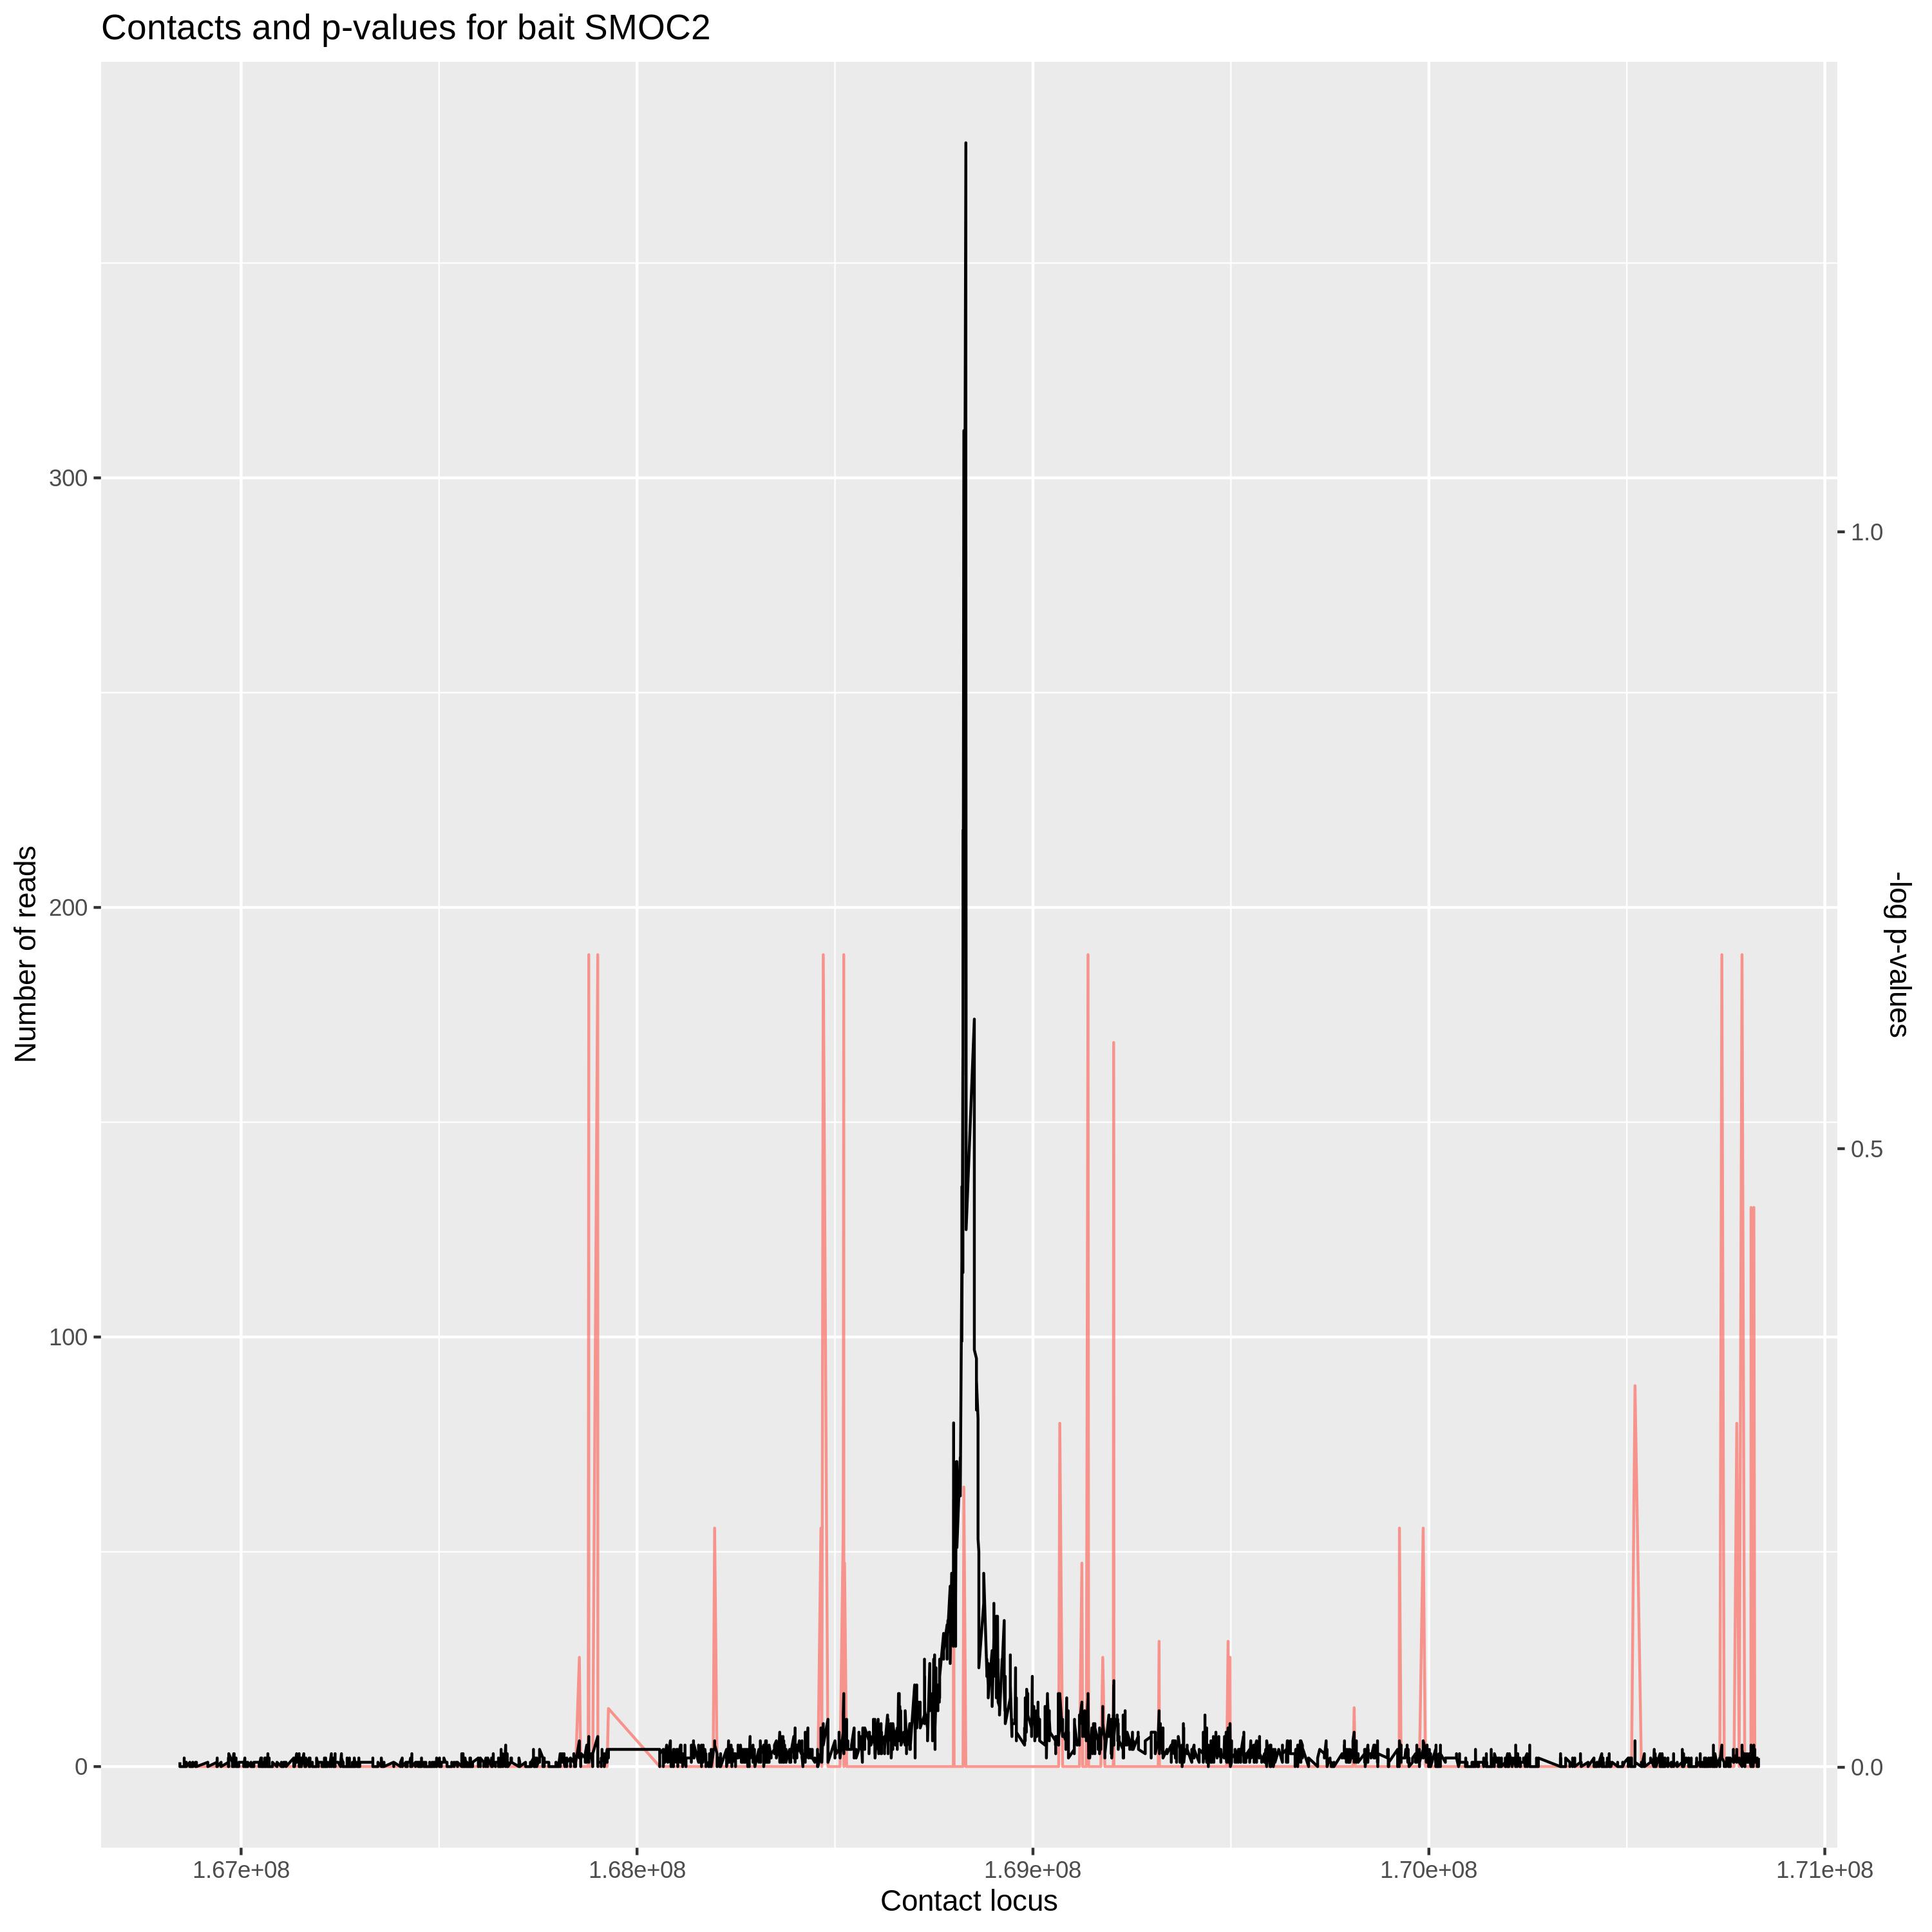 Contacts and p-values for bait SMOC2
Number of reads
300
200
100
0
1.0
0.5
0.0
-log p-values
1.67e+08 1.68e+08 1.69e+08 1.70e+08 1.71e+08
Contact locus